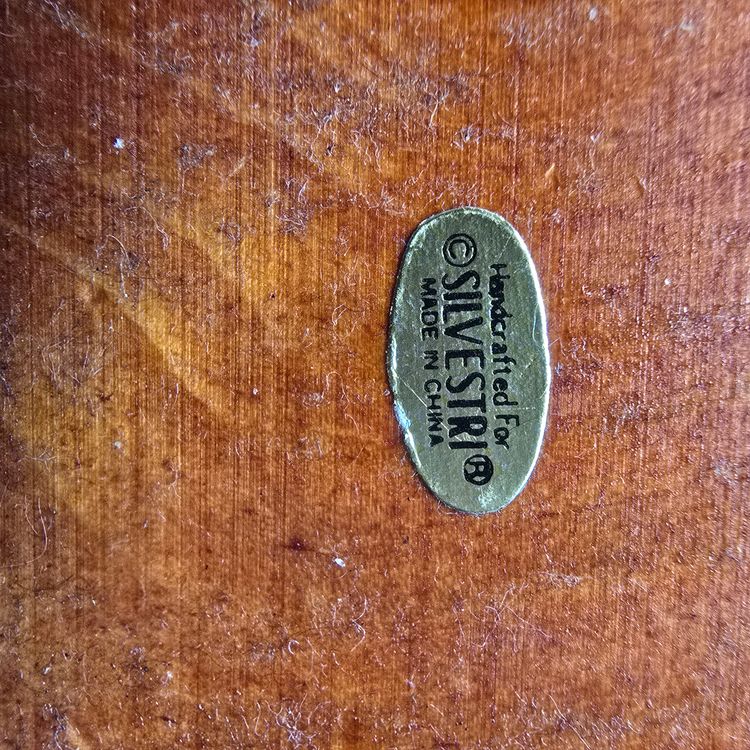 Handcrafted For
©SILVESTRI®
MADE IN CHINA